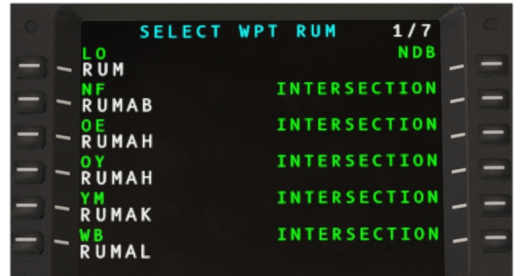 SELECT WPT RUM 1/7
LO NDB
RUM
NF INTERSECTION
RUMAB
OE INTERSECTION
RUMAH
OY INTERSECTION
RUMAH
YM INTERSECTION
RUMAK
WB INTERSECTION
RUMAL